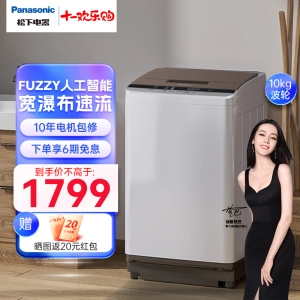 Panasonic
松下电器
十一欢乐购
FUZZY人工智能
宽瀑布速流
10年电机包修
下单享6期免息
到手价不高于:
1799
赠
20
晒图返20元红包
10kg
波轮